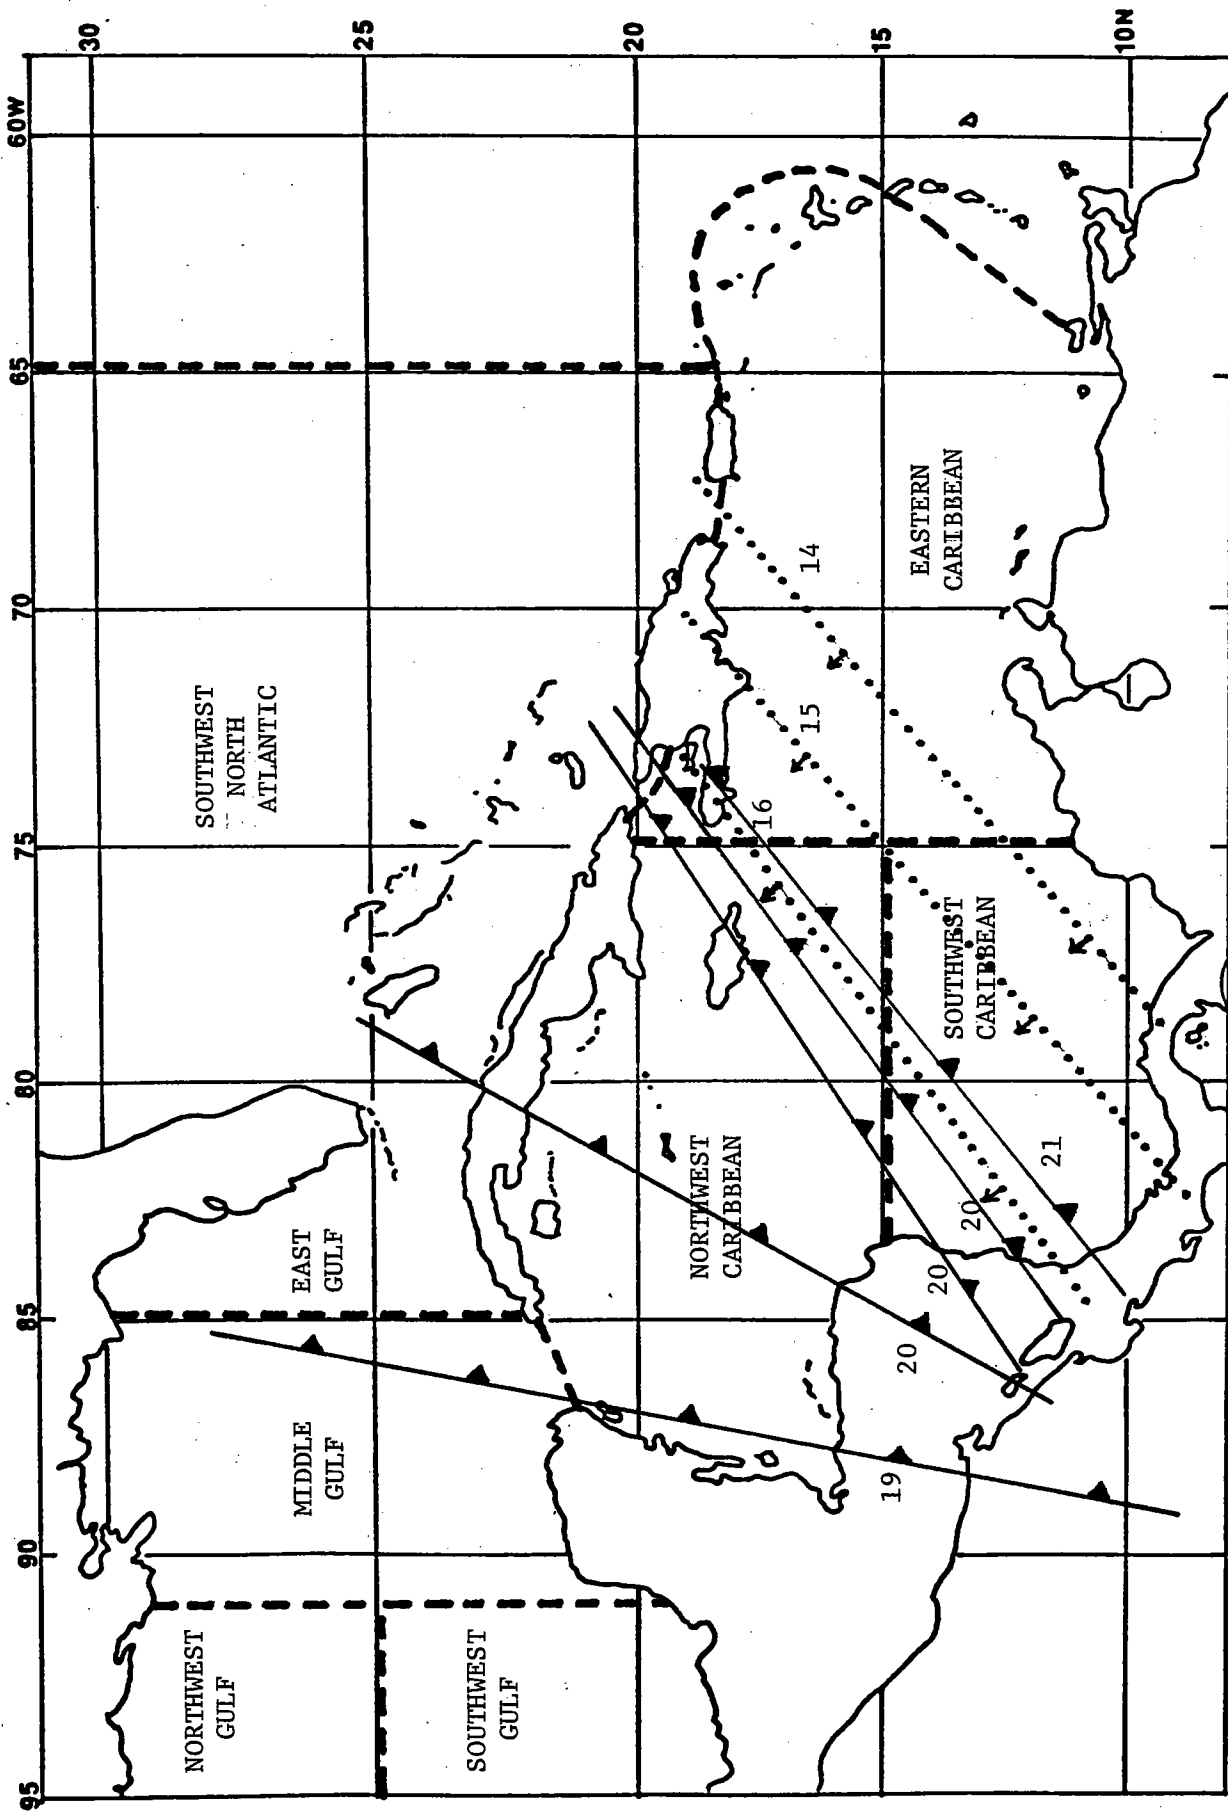 95
90
85
80
75
70
65
60W
30
25
20
15
10N
NORTHWEST
GULF
SOUTHWEST
GULF
MIDDLE
GULF
EAST
GULF
SOUTHWEST
NORTH
ATLANTIC
NORTHWEST
CARIBBEAN
SOUTHWEST
CARIBBEAN
EASTERN
CARIBBEAN
19
20
20
20
21
16
15
14